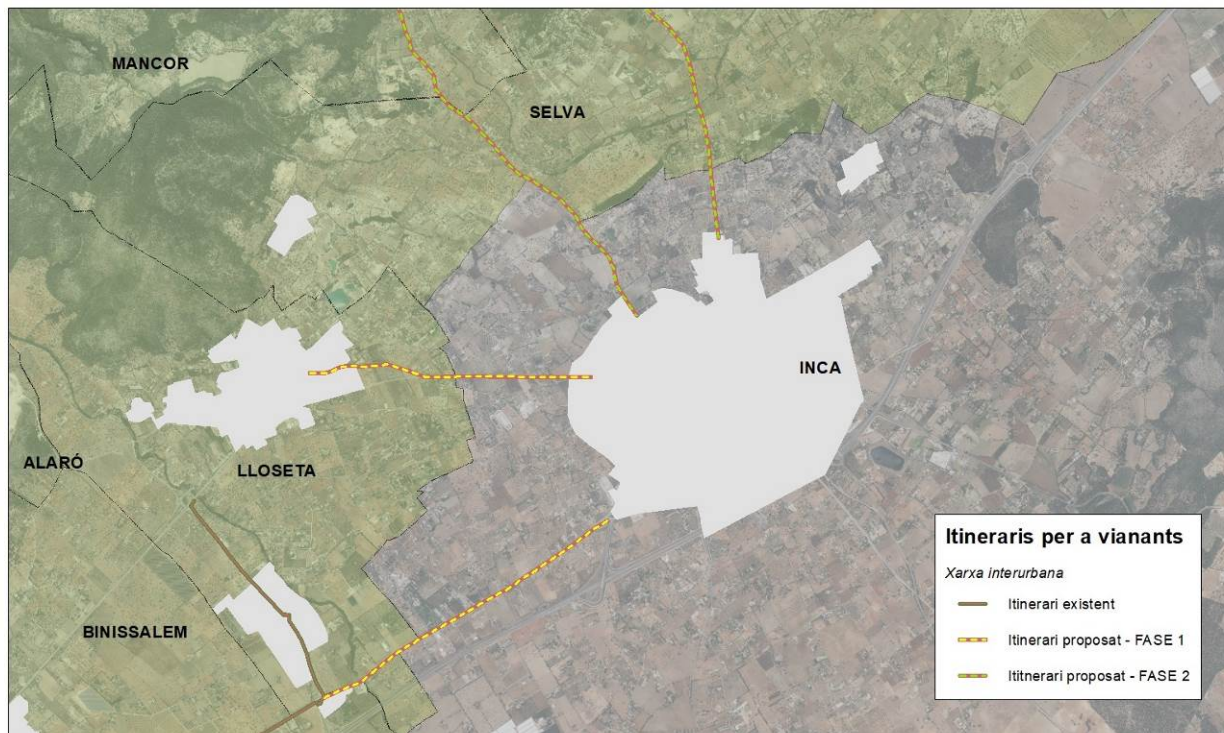 MANCOR
SELVA
INCA
ALARÓ
LLOSETA
BINISSALEM
Itineraris per a vianants
Xarxa interurbana
Itinerari existent
Itinerari proposat - FASE 1
Ititnerari proposat - FASE 2